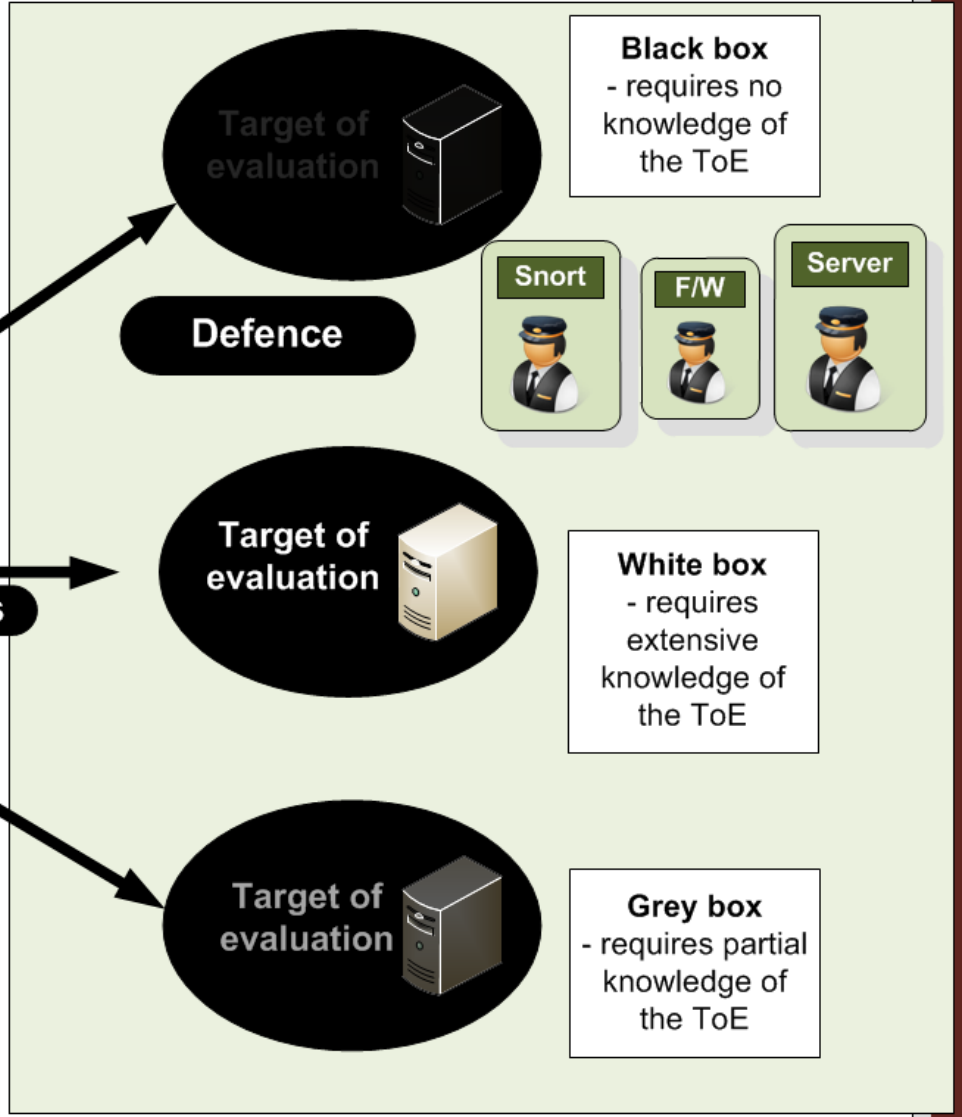 Target of
evaluation
Black box
- requires no
knowledge of
the ToE
Defence
Snort
F/W
Server
Target of
evaluation
White box
- requires
extensive
knowledge of
the ToE
Target of
evaluation
Grey box
- requires partial
knowledge of
the ToE